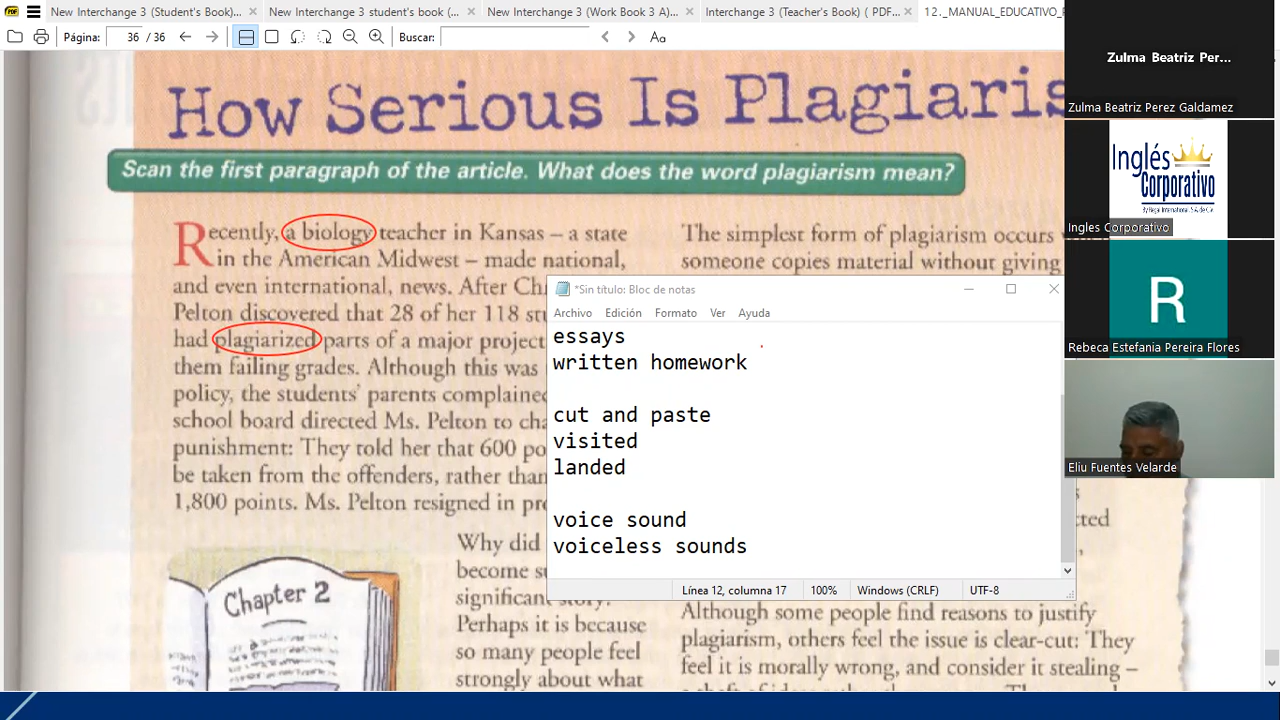 New Interchange 3 (Student's Book)...
New Interchange 3 student's book (...
New Interchange 3 (Work Book 3 A)...
Interchange 3 (Teacher's Book) ( PDF...
12._MANUAL_EDUCATIVO_
Página:
36 / 36
Buscar:
Aa
How Serious Is Plagiaris
Scan the first paragraph of the article. What does the word plagiarism mean?
Recently, a biology teacher in Kansas – a state
in the American Midwest – made national,
and even international, news. After Ch
Pelton discovered that 28 of her 118 stu
had plagiarized parts of a major project
them failing grades. Although this was
policy, the students' parents complained
school board directed Ms. Pelton to cha
punishment: They told her that 600 po
be taken from the offenders, rather than
1,800 points. Ms. Pelton resigned in pro
Why did
become su
significant story?
Perhaps it is because
so many people feel
strongly about what
Chapter 2
The simplest form of plagiarism occurs
someone copies material without giving
*Sin título: Bloc de notas
Archivo
Edición
Formato
Ver
Ayuda
essays
written homework
cut and paste
visited
landed
voice sound
voiceless sounds
Línea 12, columna 17
100%
Windows (CRLF)
UTF-8
cted
Although some people find reasons to justify
plagiarism, others feel the issue is clear-cut: They
feel it is morally wrong, and consider it stealing –
Zulma Beatriz Per...
Zulma Beatriz Perez Galdamez
Inglés
Corporativo
Ingles Corporativo
R
Rebeca Estefania Pereira Flores
Eliu Fuentes Velarde